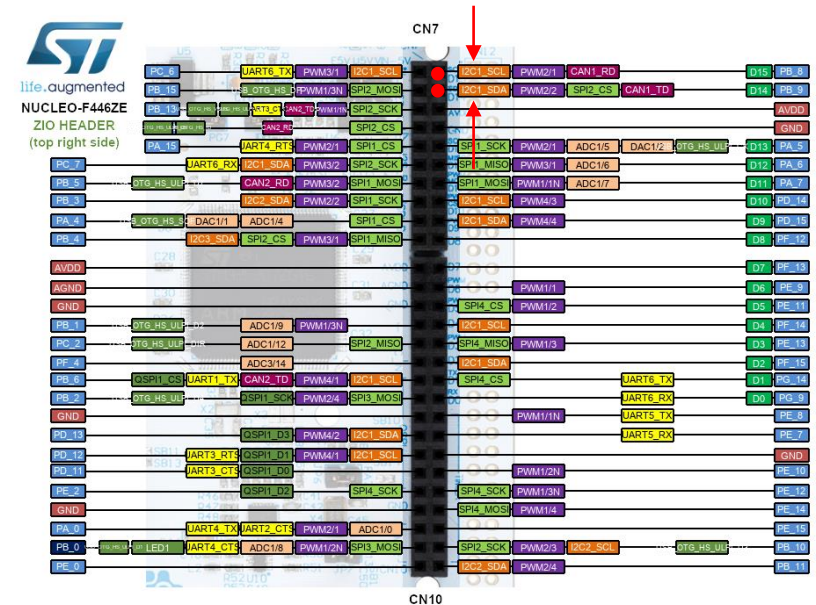 CN7
life.augmented
NUCLEO-F446ZE
ZIO HEADER
(top right side)
PC_6 UART6_TX PWM3/1 I2C1_SCL I2C1_SCL PWM2/1 CAN1_RD D15 PB_8
PB_15 PWM1/3N SPI2_MOSI I2C1_SDA PWM2/2 SPI2_CS CAN1_TD D14 PB_9
PB_13 CAN2_TD PWM1/1N SPI2_SCK AVDD
CAN2_RD SPI2_CS GND
PA_15 UART4_RTS PWM2/1 SPI1_CS SPI1_SCK PWM2/1 ADC1/5 DAC1/2 D13 PA_5
PC_7 UART6_RX I2C1_SDA PWM3/2 SPI2_SCK SPI1_MISO PWM3/1 ADC1/6 D12 PA_6
PB_5 CAN2_RD PWM3/2 SPI1_MOSI SPI1_MOSI PWM1/1N ADC1/7 D11 PA_7
PB_3 I2C2_SDA PWM2/2 SPI1_SCK I2C1_SCL PWM4/3 D10 PD_14
PA_4 DAC1/1 ADC1/4 SPI1_CS I2C1_SDA PWM4/4 D9 PD_15
PB_4 I2C3_SDA SPI2_CS PWM3/1 SPI1_MISO D8 PF_12
AVDD D7 PF_13
AGND PWM1/1 D6 PE_9
GND SPI4_CS PWM1/2 D5 PE_11
PB_1 ADC1/9 PWM1/3N I2C1_SCL D4 PF_14
PC_2 ADC1/12 SPI2_MISO SPI4_MISO PWM1/3 D3 PE_13
PF_4 ADC3/14 I2C1_SDA D2 PF_15
PB_6 QSPI1_CS UART1_TX CAN2_TD PWM4/1 I2C1_SCL SPI4_CS UART6_TX D1 PG_14
PB_2 QSPI1_SCK PWM2/4 SPI3_MOSI UART6_RX D0 PG_9
GND PWM1/1N UART5_TX PE_8
PD_13 QSPI1_D3 PWM4/2 I2C1_SDA UART5_RX PE_7
PD_12 UART3_RTS QSPI1_D1 PWM4/1 I2C1_SCL GND
PD_11 UART3_CTS QSPI1_D0 PWM1/2N PE_10
PE_2 QSPI1_D2 SPI4_SCK SPI4_SCK PWM1/3N PE_12
GND SPI4_MOSI PWM1/4 PE_14
PA_0 UART4_TX UART2_CTS PWM2/1 ADC1/0 PE_15
PB_0 LED1 UART4_CTS ADC1/8 PWM1/2N SPI3_MOSI SPI2_SCK PWM2/3 I2C2_SCL PB_10
PE_0 I2C2_SDA PWM2/4 PB_11
CN10